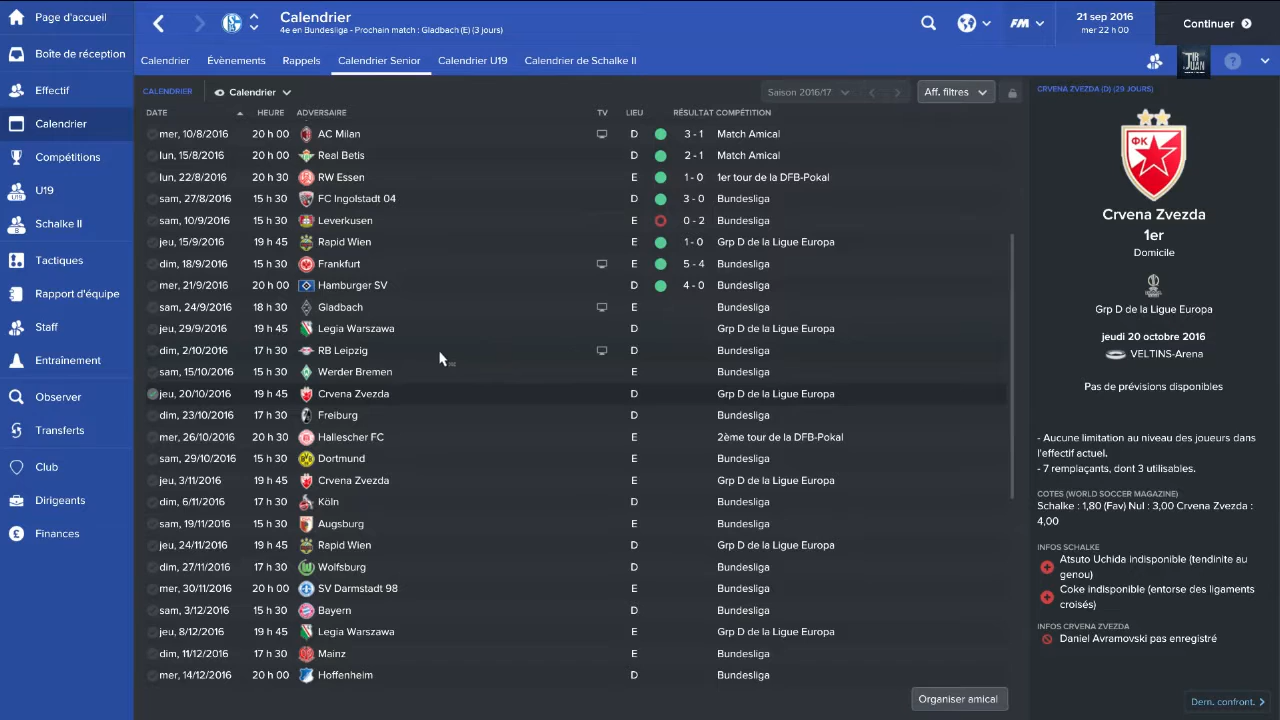 Page d'accueil
Boîte de réception
Effectif
Calendrier
Compétitions
U19
Schalke II
Tactiques
Rapport d'équipe
Staff
Entraînement
Observer
Transferts
Club
Dirigeants
Finances
Calendrier
4e en Bundesliga - Prochain match : Gladbach (E) (3 jours)
FM
21 sep 2016
mer 22 h 00
Continuer
Calendrier Évènements Rappels Calendrier Senior Calendrier U19 Calendrier de Schalke II
CALENDRIER Calendrier Saison 2016/17 Aff. filtres
DATE HEURE ADVERSAIRE TV LIEU RÉSULTAT COMPÉTITION
mer, 10/8/2016 20 h 00 AC Milan D 3 - 1 Match Amical
lun, 15/8/2016 20 h 00 Real Betis D 2 - 1 Match Amical
lun, 22/8/2016 20 h 30 RW Essen E 1 - 0 1er tour de la DFB-Pokal
sam, 27/8/2016 15 h 30 FC Ingolstadt 04 D 3 - 0 Bundesliga
sam, 10/9/2016 15 h 30 Leverkusen E 0 - 2 Bundesliga
jeu, 15/9/2016 19 h 45 Rapid Wien E 1 - 0 Grp D de la Ligue Europa
dim, 18/9/2016 15 h 30 Frankfurt E 5 - 4 Bundesliga
mer, 21/9/2016 20 h 00 Hamburger SV D 4 - 0 Bundesliga
sam, 24/9/2016 18 h 30 Gladbach E Bundesliga
jeu, 29/9/2016 19 h 45 Legia Warszawa D Grp D de la Ligue Europa
dim, 2/10/2016 17 h 30 RB Leipzig D Bundesliga
sam, 15/10/2016 15 h 30 Werder Bremen E Bundesliga
jeu, 20/10/2016 19 h 45 Crvena Zvezda D Grp D de la Ligue Europa
dim, 23/10/2016 17 h 30 Freiburg D Bundesliga
mer, 26/10/2016 20 h 30 Hallescher FC E 2ème tour de la DFB-Pokal
sam, 29/10/2016 15 h 30 Dortmund E Bundesliga
jeu, 3/11/2016 19 h 45 Crvena Zvezda E Grp D de la Ligue Europa
dim, 6/11/2016 17 h 30 Köln D Bundesliga
sam, 19/11/2016 15 h 30 Augsburg E Bundesliga
jeu, 24/11/2016 19 h 45 Rapid Wien D Grp D de la Ligue Europa
dim, 27/11/2016 17 h 30 Wolfsburg D Bundesliga
mer, 30/11/2016 20 h 00 SV Darmstadt 98 E Bundesliga
sam, 3/12/2016 15 h 30 Bayern D Bundesliga
jeu, 8/12/2016 19 h 45 Legia Warszawa E Grp D de la Ligue Europa
dim, 11/12/2016 17 h 30 Mainz E Bundesliga
mer, 14/12/2016 20 h 00 Hoffenheim D Bundesliga
Organiser amical
CRVENA ZVEZDA (D) (29 JOURS)
ФК
Crvena Zvezda
1er
Domicile
Grp D de la Ligue Europa
jeudi 20 octobre 2016
VELTINS-Arena
Pas de prévisions disponibles
- Aucune limitation au niveau des joueurs dans
l'effectif actuel.
- 7 remplaçants, dont 3 utilisables.
COTES (WORLD SOCCER MAGAZINE)
Schalke : 1,80 (Fav) Nul : 3,00 Crvena Zvezda :
4,00
INFOS SCHALKE
Atsuto Uchida indisponible (tendinite au
genou)
Coke indisponible (entorse des ligaments
croisés)
INFOS CRVENA ZVEZDA
Daniel Avramovski pas enregistré
Dern. confront.